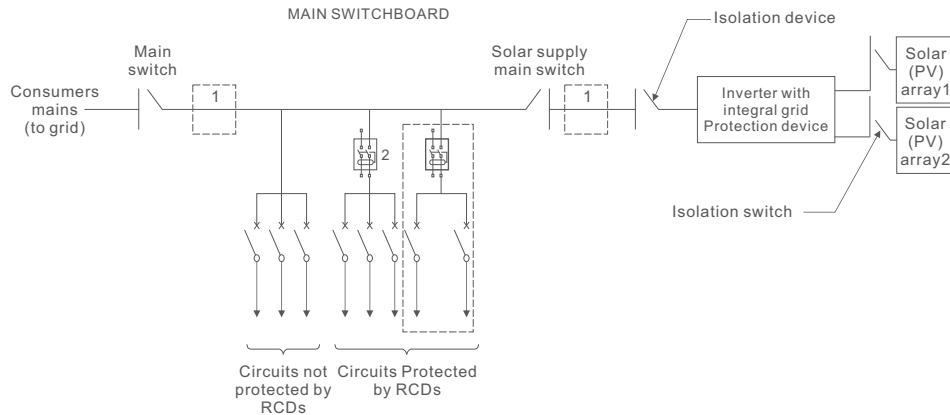 MAIN SWITCHBOARD
Isolation device
Main
switch
Solar supply
main switch
Solar
(PV)
array1
Consumers
mains
(to grid)
1
1
Inverter with
integral grid
Protection device
Solar
(PV)
array2
2
Isolation switch
Circuits not
protected by
RCDs
Circuits Protected
by RCDs